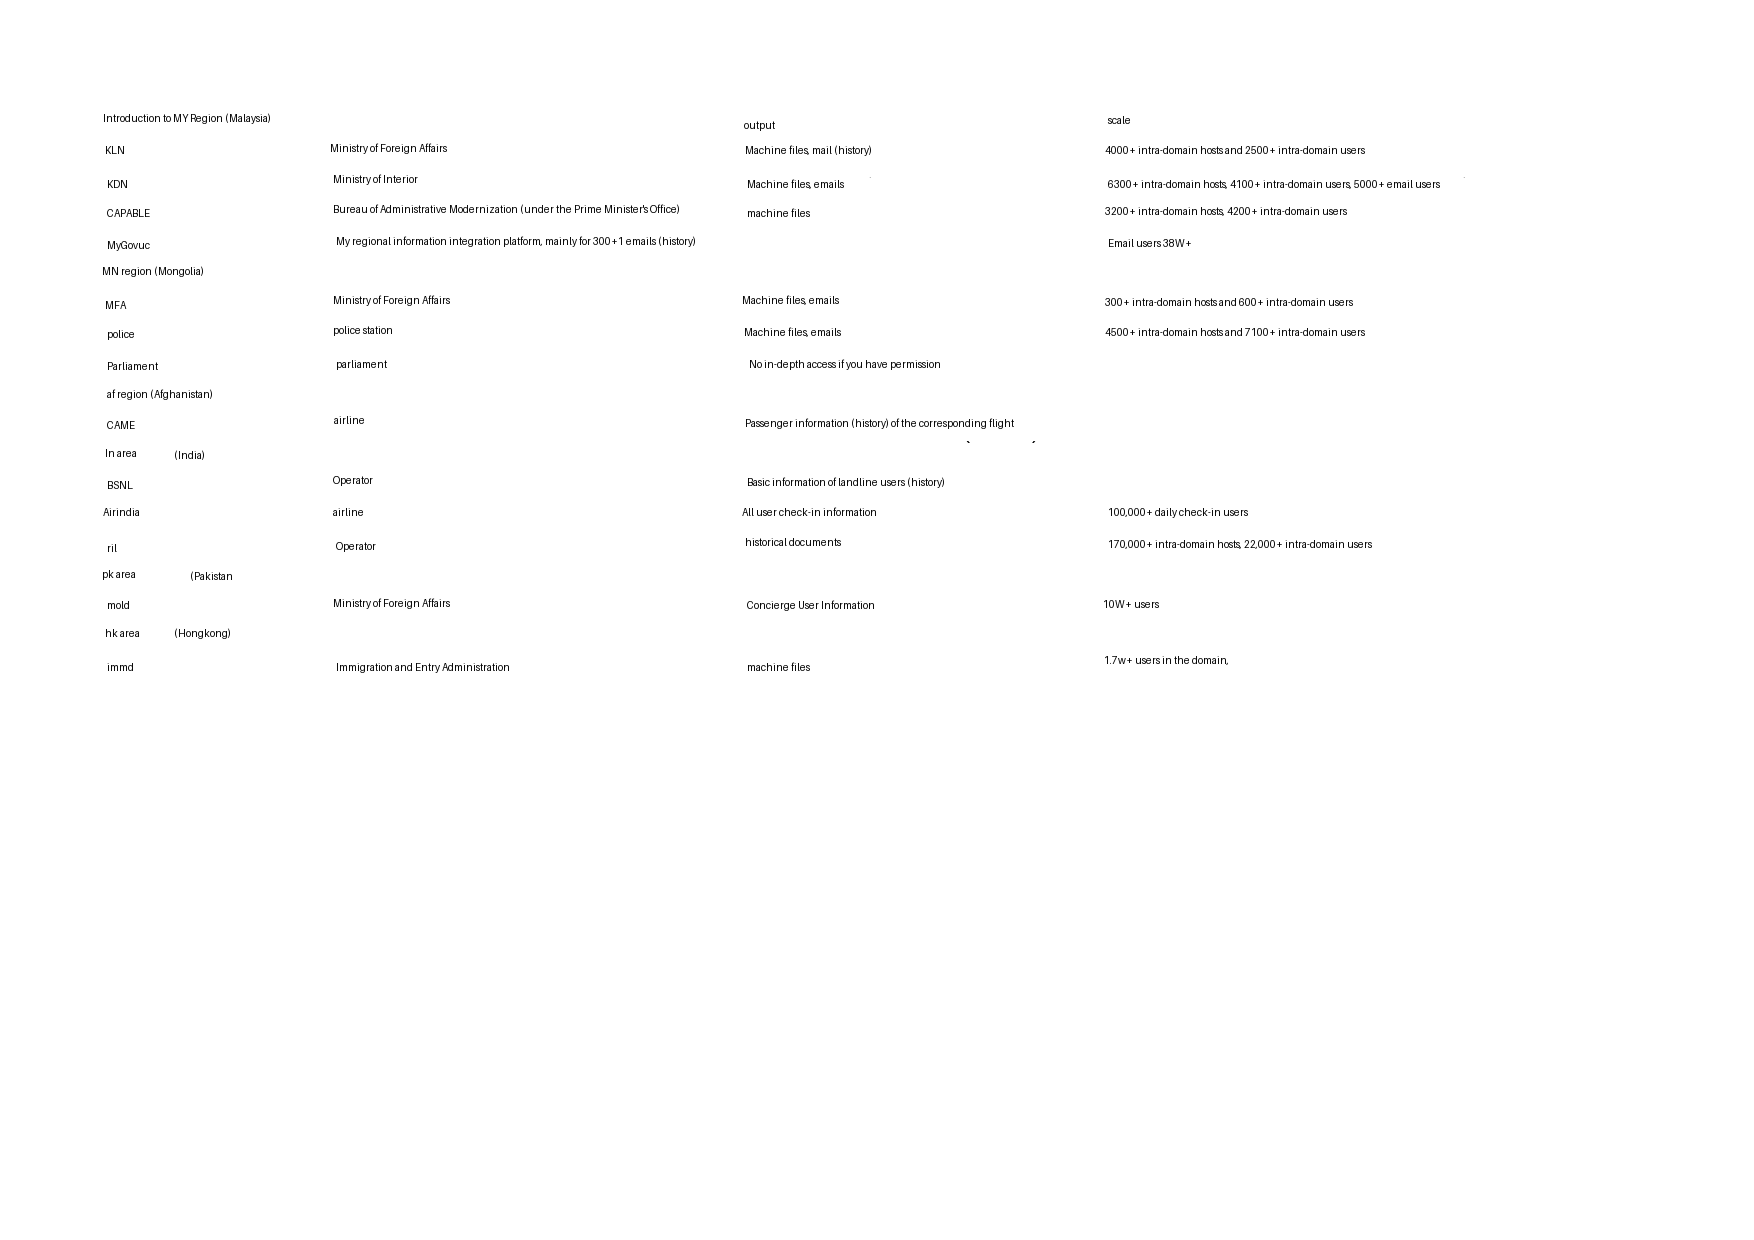 Introduction to MY Region (Malaysia) output scale
KLN Ministry of Foreign Affairs Machine files, mail (history) 4000+ intra-domain hosts and 2500+ intra-domain users
KDN Ministry of Interior Machine files, emails 6300+ intra-domain hosts, 4100+ intra-domain users, 5000+ email users
CAPABLE Bureau of Administrative Modernization (under the Prime Minister's Office) machine files 3200+ intra-domain hosts, 4200+ intra-domain users
MyGovuc My regional information integration platform, mainly for 300+1 emails (history) Email users 38W+
MN region (Mongolia)
MFA Ministry of Foreign Affairs Machine files, emails 300+ intra-domain hosts and 600+ intra-domain users
police police station Machine files, emails 4500+ intra-domain hosts and 7100+ intra-domain users
Parliament parliament No in-depth access if you have permission
af region (Afghanistan)
CAME airline Passenger information (history) of the corresponding flight
In area (India)
BSNL Operator Basic information of landline users (history)
Airindia airline All user check-in information 100,000+ daily check-in users
ril Operator historical documents 170,000+ intra-domain hosts, 22,000+ intra-domain users
pk area (Pakistan
mold Ministry of Foreign Affairs Concierge User Information 10W+ users
hk area (Hongkong)
immd Immigration and Entry Administration machine files 1.7w+ users in the domain,